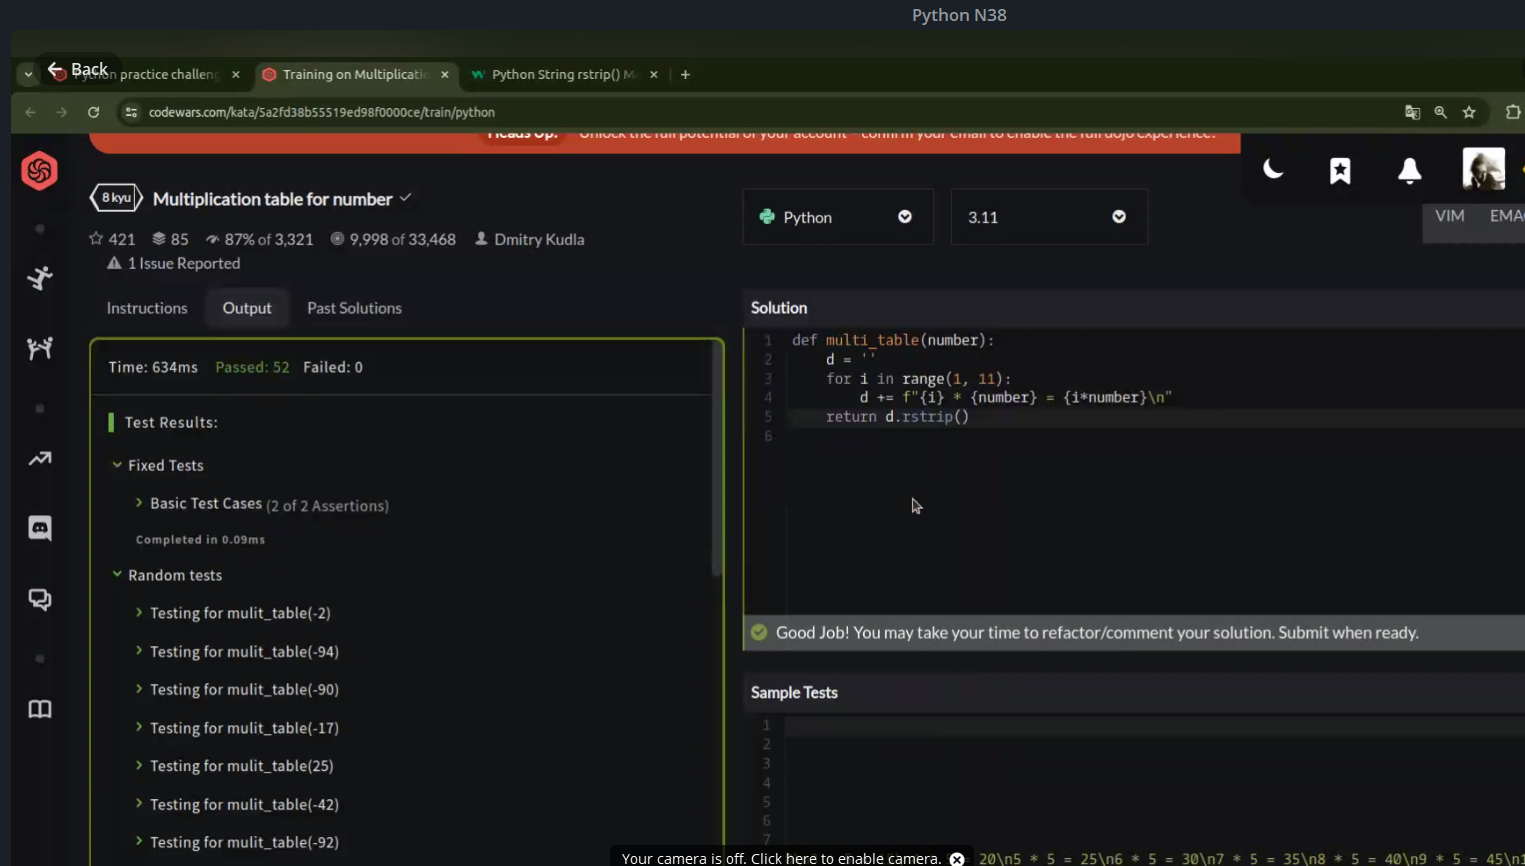 Python N38
Back
Python practice challen
Training on Multiplicati
Python String rstrip() M
codewars.com/kata/5a2fd38b55519ed98f0000ce/train/python
Heads Up! Unlock the full potential of your account - confirm your email to enable the full dojo experience.
8 kyu Multiplication table for number
421 85 87% of 3,321 9,998 of 33,468 Dmitry Kudla
1 Issue Reported
Python
3.11
VIM EMAC
Instructions Output Past Solutions
Time: 634ms Passed: 52 Failed: 0
Test Results:
Fixed Tests
Basic Test Cases (2 of 2 Assertions)
Completed in 0.09ms
Random tests
Testing for mulit_table(-2)
Testing for mulit_table(-94)
Testing for mulit_table(-90)
Testing for mulit_table(-17)
Testing for mulit_table(25)
Testing for mulit_table(-42)
Testing for mulit_table(-92)
Solution
1 def multi_table(number):
2 d = ''
3 for i in range(1, 11):
4 d += f"{i} * {number} = {i*number}\n"
5 return d.rstrip()
6
Good Job! You may take your time to refactor/comment your solution. Submit when ready.
Sample Tests
1
2
3
4
5
6
7
20\n5 * 5 = 25\n6 * 5 = 30\n7 * 5 = 35\n8 * 5 = 40\n9 * 5 = 45\n1
Your camera is off. Click here to enable camera.